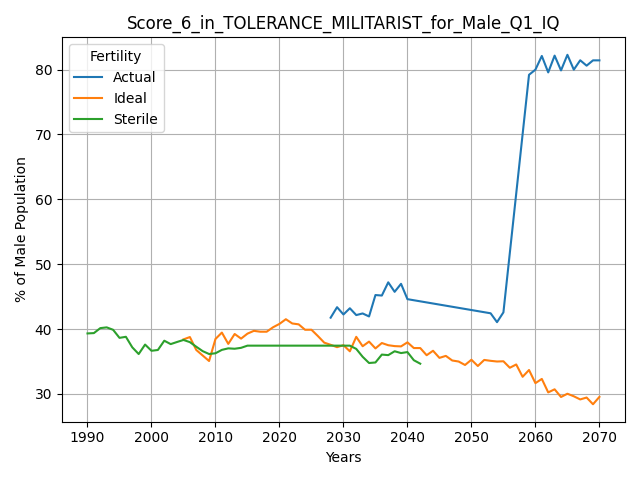 Score_6_in_TOLERANCE_MILITARIST_for_Male_Q1_IQ
Fertility
Actual
Ideal
Sterile
% of Male Population
80
70
60
50
40
30
1990
2000
2010
2020
2030
2040
2050
2060
2070
Years